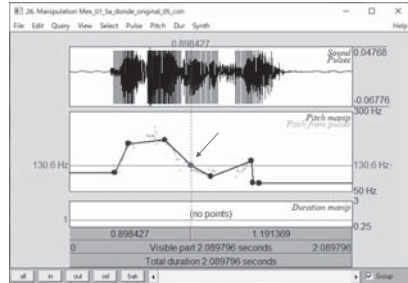 26. Manipulation Mex_01_Sa_donde_original_05_con
File Edit Query View Select Pulse Pitch Dur Synth Help
0.898427
Sound
Pulses
0.04768
-0.06776
300 Hz
Pitch manip
Pitch from pulses
130.6 Hz
130.6 Hz
50 Hz
Duration manip
3
1
(no points)
0.25
0.898427 1.191369
0 Visible part 2.089796 seconds 2.089796
Total duration 2.089796 seconds
all in out sel bak Group